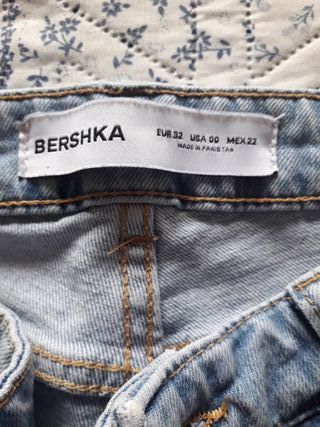 BERSHKA
EUR 32 USA 00 MEX 22
MADE IN PAKISTAN